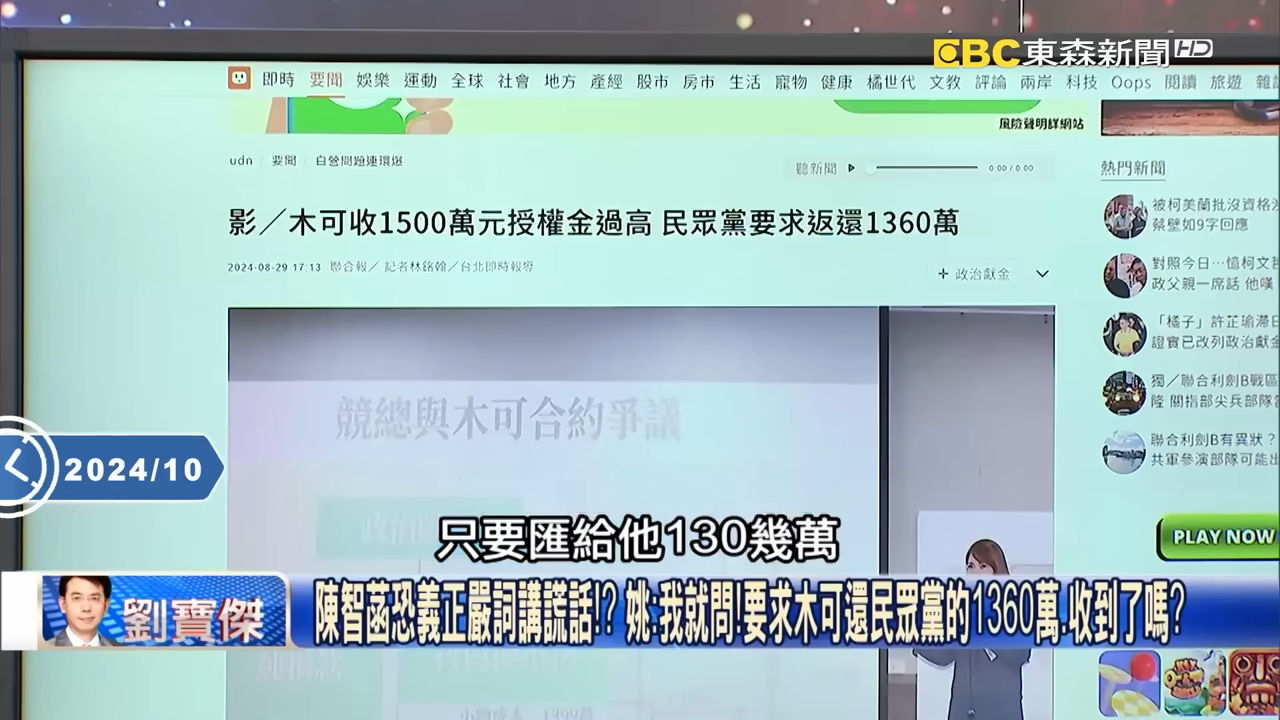 EBC東森新聞HD
即時 要聞 娛樂 運動 全球 社會 地方 產經 股市 房市 生活 寵物 健康 橘世代 文教 評論 兩岸 科技 Oops 閱讀 旅遊
風險聲明詳網站
udn 要聞 白營問題連環爆
聽新聞 0:00 / 0:00
熱門新聞
影／木可收1500萬元授權金過高 民眾黨要求返還1360萬
2024-08-29 17:13 聯合報／ 記者林銘翰／台北即時報導
+ 政治獻金
被柯美蘭批沒資格
蔡壁如9字回應
對照今日…憶柯文
政父親一席話 他嘆
「橘子」許芷瑜滯
證實已改列政治獻
獨／聯合利劍B戰區
隆 關指部尖兵部隊
聯合利劍B有異狀？
共軍參演部隊可能
競總與木可合約爭議
2024/10
只要匯給他130幾萬
PLAY NOW
劉寶傑
陳智菡恐義正嚴詞講謊話!? 姚:我就問!要求木可還民眾黨的1360萬.收到了嗎?